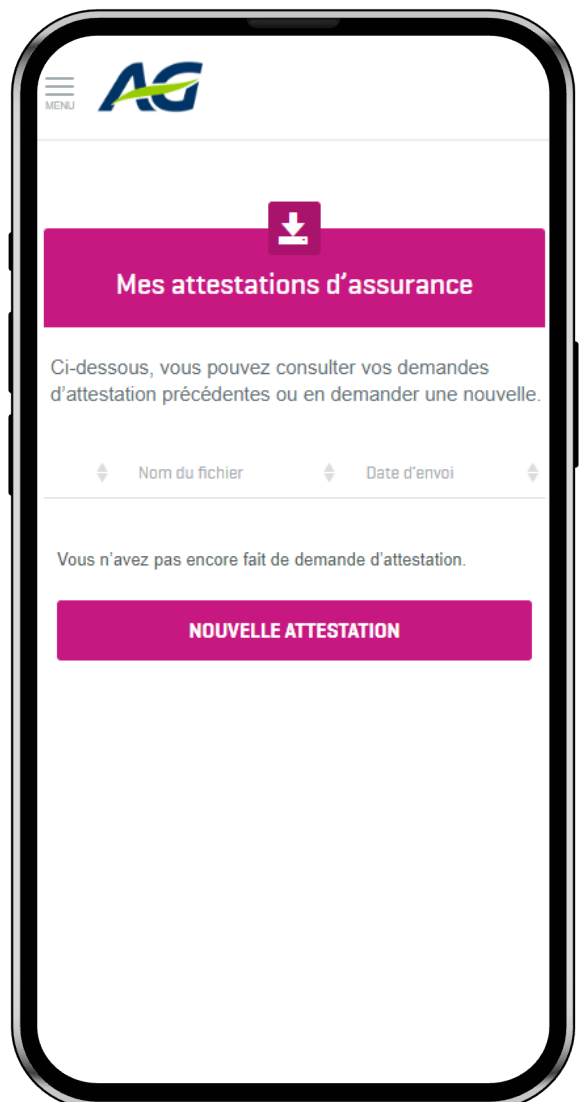 MENU
AG
Mes attestations d’assurance
Ci-dessous, vous pouvez consulter vos demandes
d’attestation précédentes ou en demander une nouvelle.
Nom du fichier Date d’envoi
Vous n’avez pas encore fait de demande d’attestation.
NOUVELLE ATTESTATION